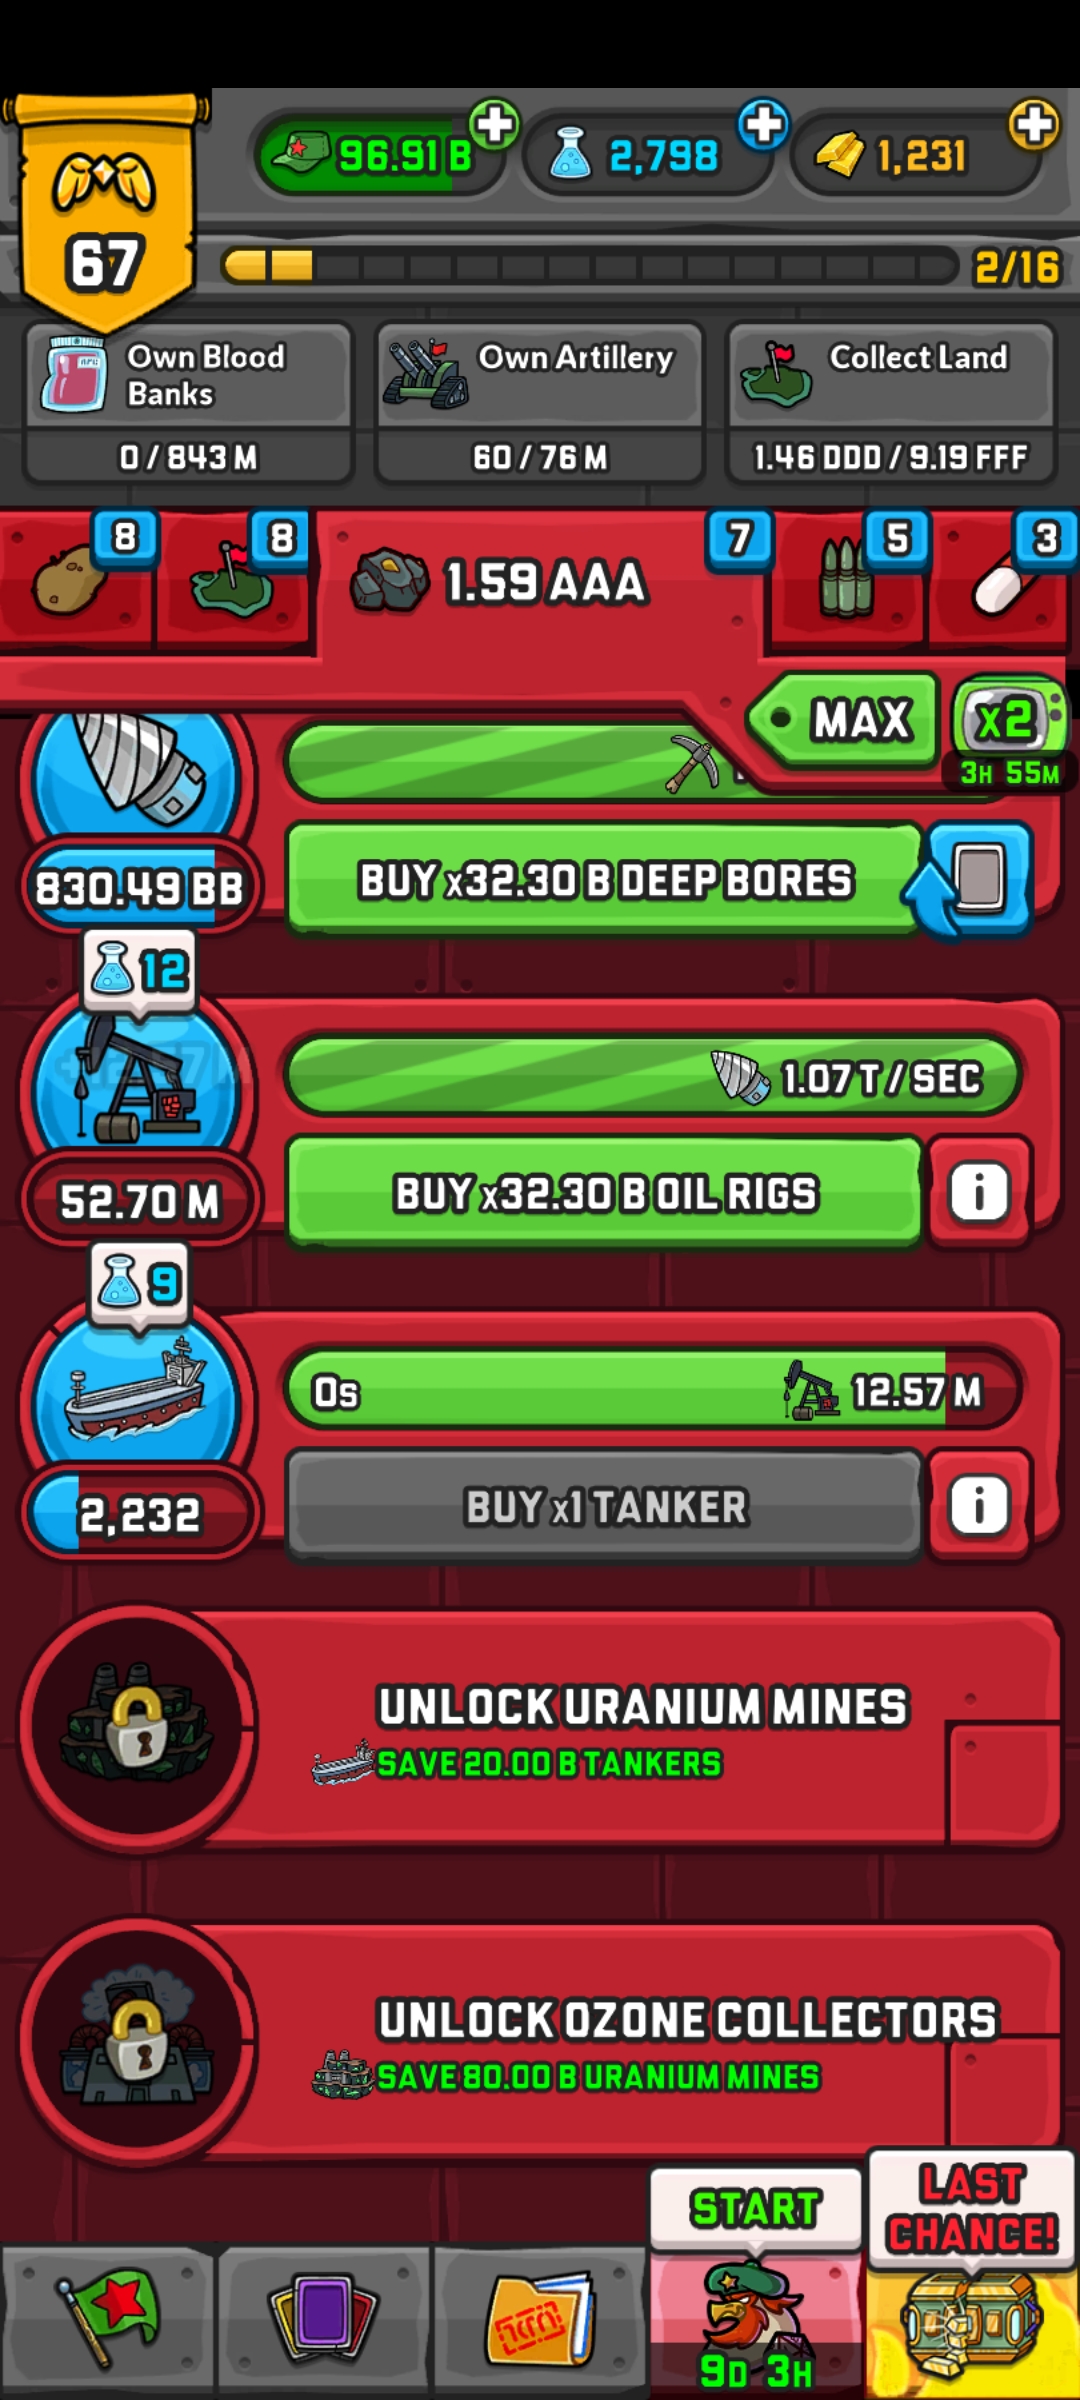 96.91 B
2,798
1,231
67
2/16
Own Blood
Banks
0 / 843 M
Own Artillery
60 / 76 M
Collect Land
1.46 DDD / 9.19 FFF
8
8
1.59 AAA
7
5
3
MAX
x2
3H 55M
830.49 BB
BUY x32.30 B DEEP BORES
12
1.07 T / SEC
52.70 M
BUY x32.30 B OIL RIGS
i
9
0s
12.57 M
2,232
BUY x1 TANKER
i
UNLOCK URANIUM MINES
SAVE 20.00 B TANKERS
UNLOCK OZONE COLLECTORS
SAVE 80.00 B URANIUM MINES
START
LAST
CHANCE!
9D 3H